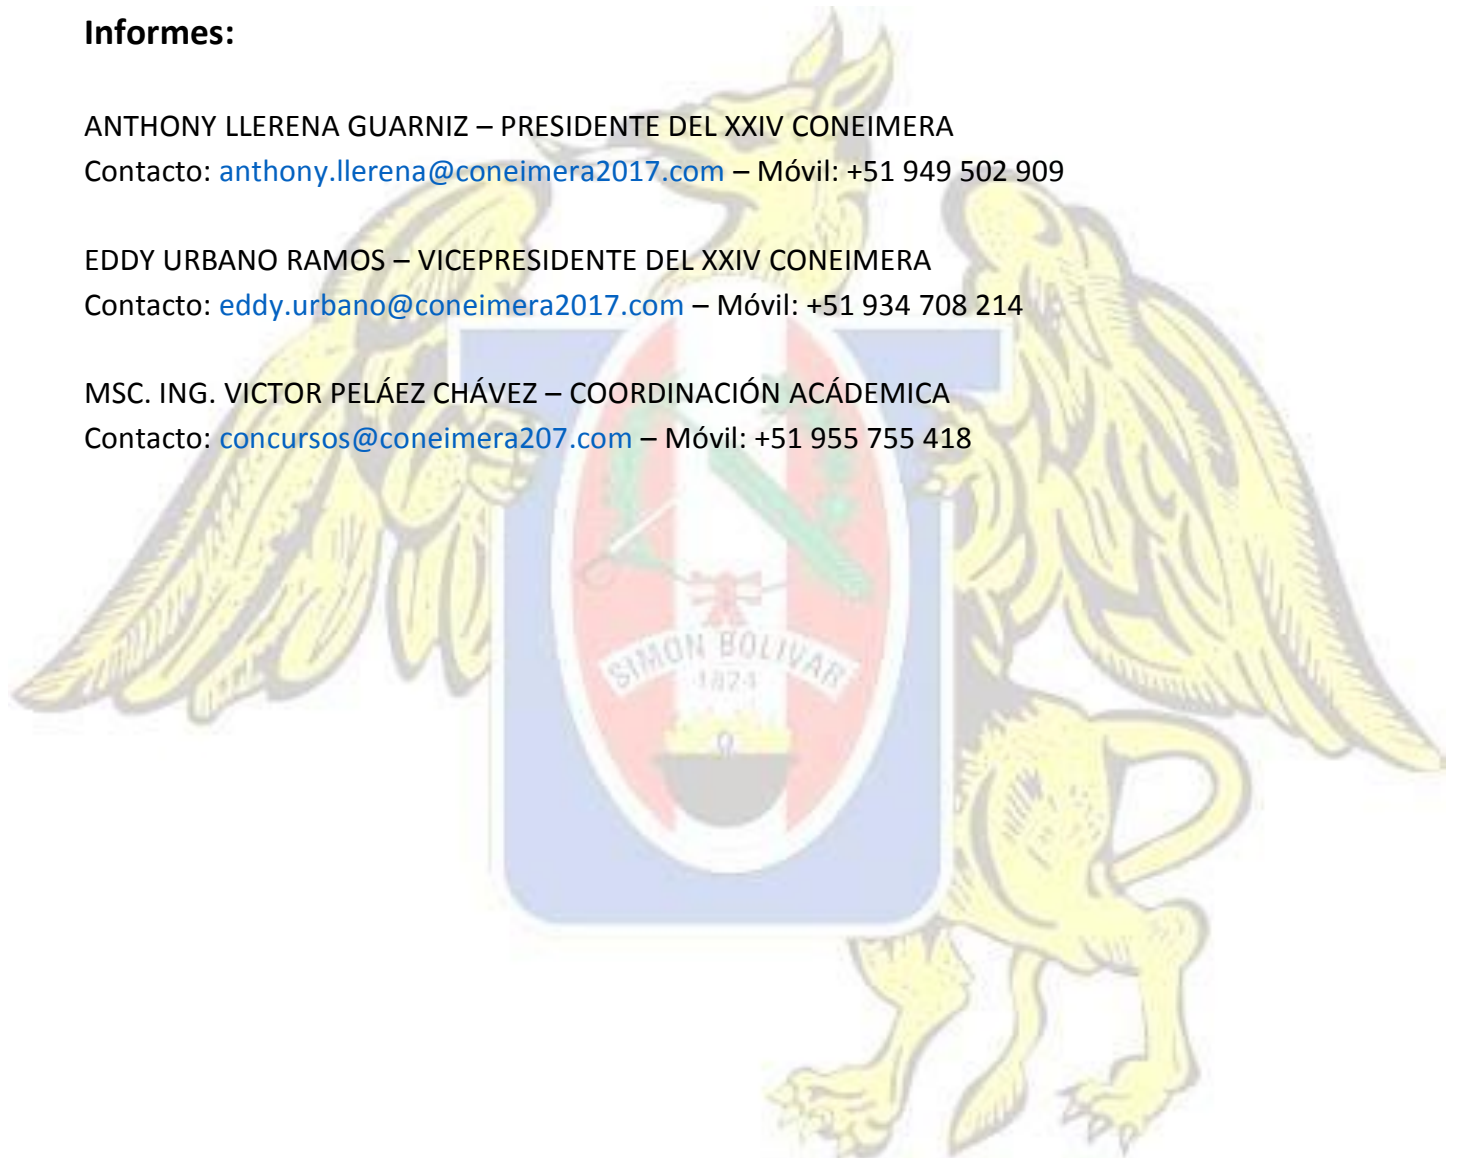 Informes:
ANTHONY LLERENA GUARNIZ – PRESIDENTE DEL XXIV CONEIMERA
Contacto: anthony.llerena@coneimera2017.com – Móvil: +51 949 502 909
EDDY URBANO RAMOS – VICEPRESIDENTE DEL XXIV CONEIMERA
Contacto: eddy.urbano@coneimera2017.com – Móvil: +51 934 708 214
MSC. ING. VICTOR PELÁEZ CHÁVEZ – COORDINACIÓN ACÁDEMICA
Contacto: concursos@coneimera207.com – Móvil: +51 955 755 418
SIMON BOLIVAR
1824